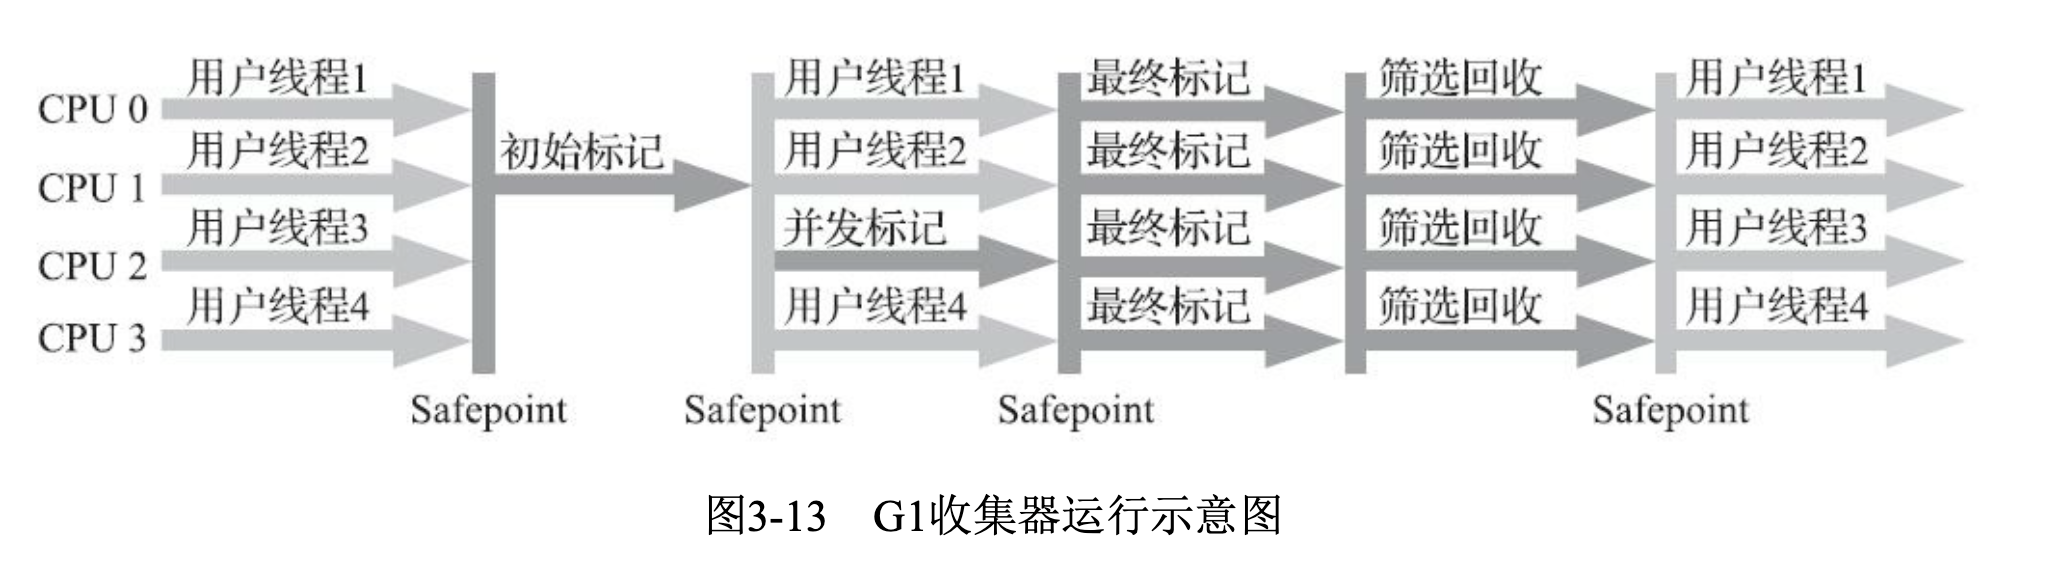 用户线程1 用户线程1 最终标记 筛选回收 用户线程1
CPU 0
用户线程2 初始标记 用户线程2 最终标记 筛选回收 用户线程2
CPU 1
用户线程3 并发标记 最终标记 筛选回收 用户线程3
CPU 2
用户线程4 用户线程4 最终标记 筛选回收 用户线程4
CPU 3
Safepoint Safepoint Safepoint Safepoint
图3-13 G1收集器运行示意图